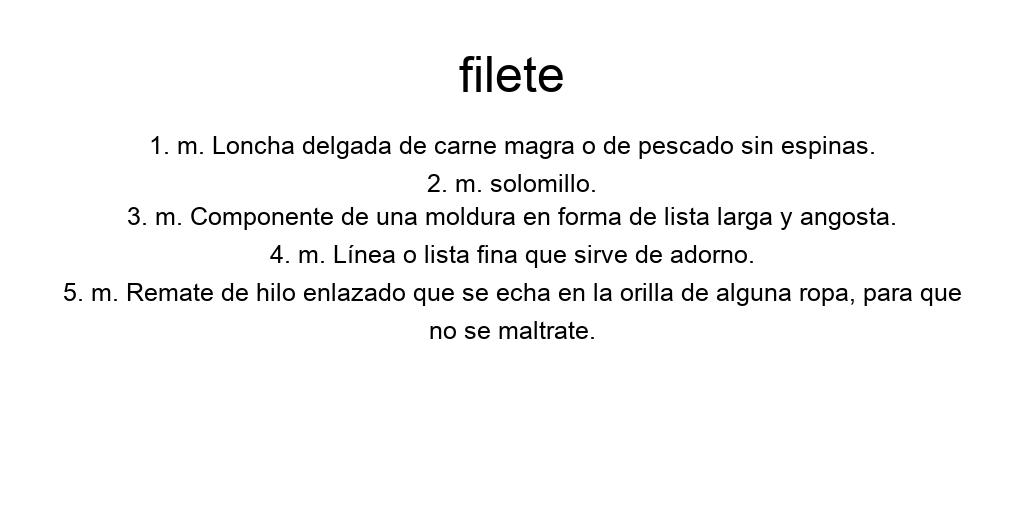 filete
1. m. Loncha delgada de carne magra o de pescado sin espinas.
2. m. solomillo.
3. m. Componente de una moldura en forma de lista larga y angosta.
4. m. Línea o lista fina que sirve de adorno.
5. m. Remate de hilo enlazado que se echa en la orilla de alguna ropa, para que
no se maltrate.